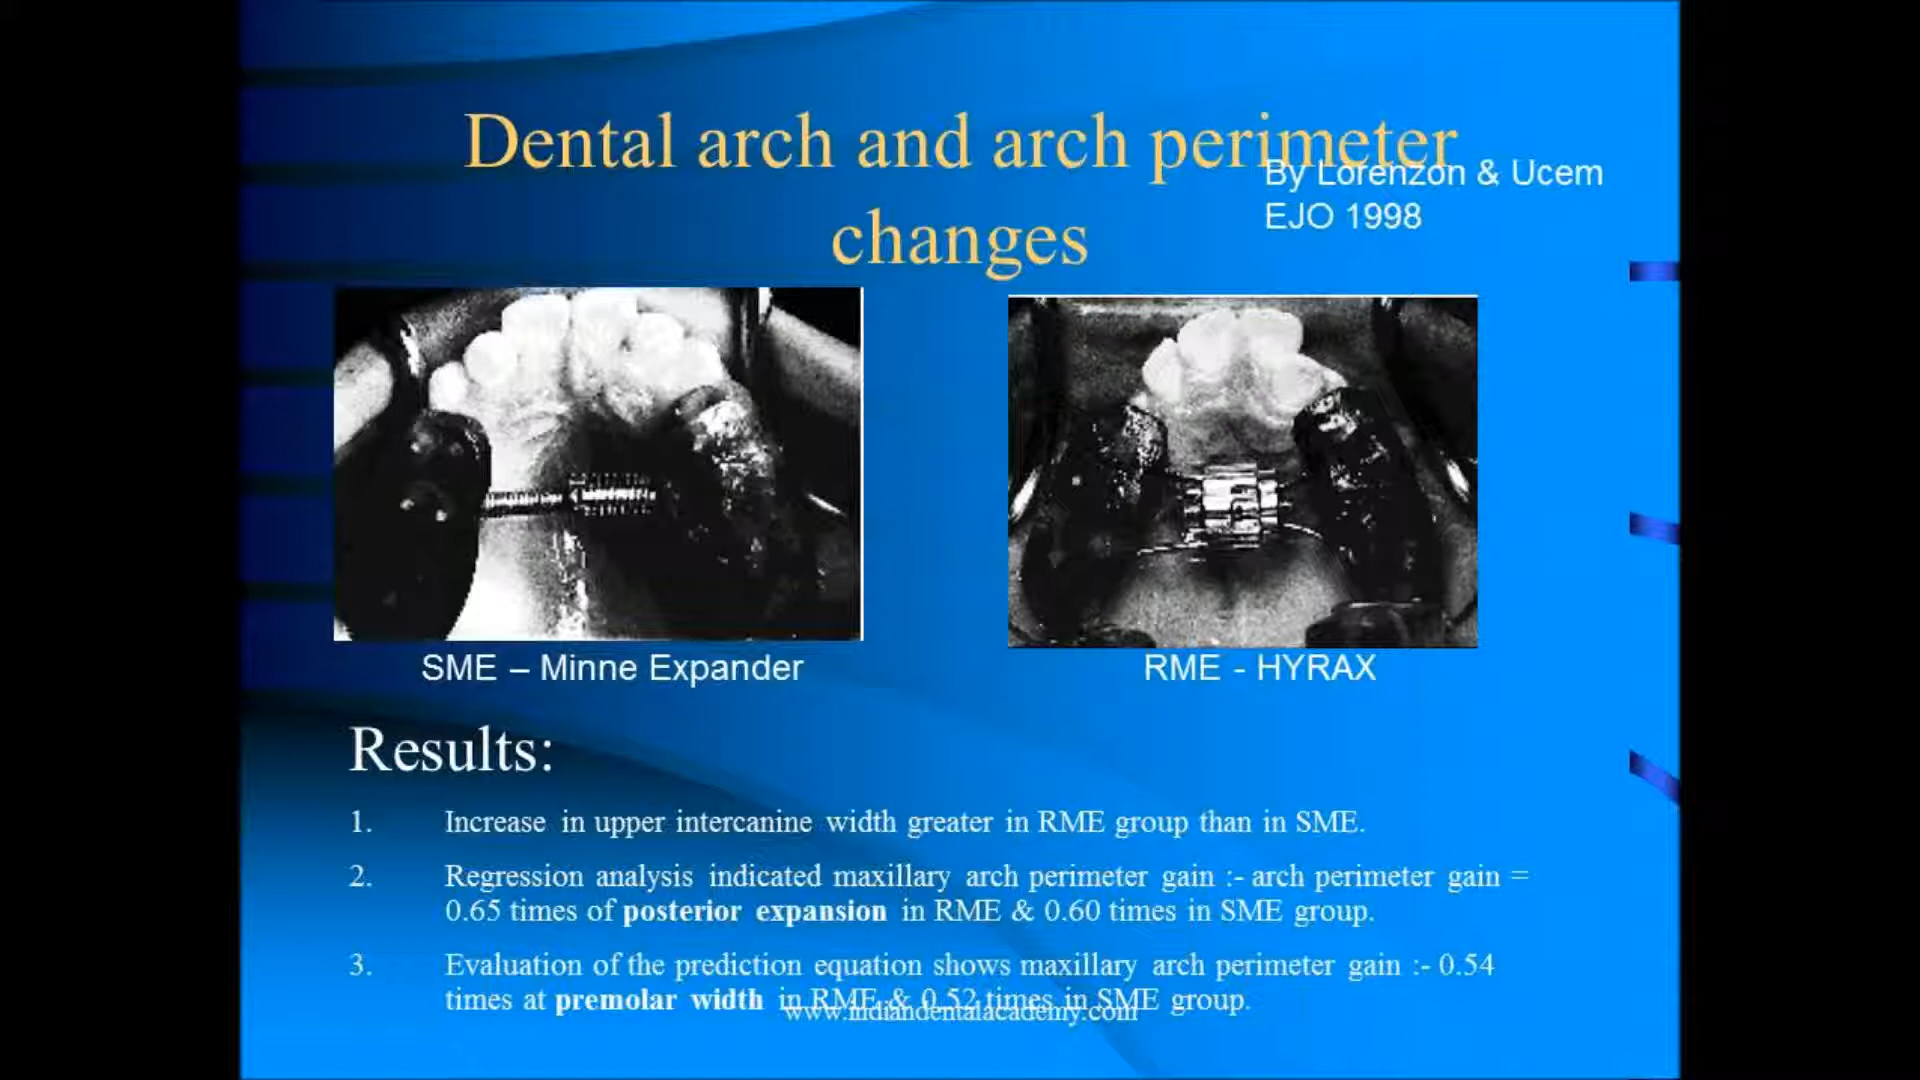 Dental arch and arch perimeter
changes
By Lorenzon & Ucem
EJO 1998
SME – Minne Expander
RME - HYRAX
Results:
1. Increase in upper intercanine width greater in RME group than in SME.
2. Regression analysis indicated maxillary arch perimeter gain :- arch perimeter gain =
0.65 times of posterior expansion in RME & 0.60 times in SME group.
3. Evaluation of the prediction equation shows maxillary arch perimeter gain :- 0.54
times at premolar width in RME & 0.52 times in SME group.
www.indiandentalacademy.com